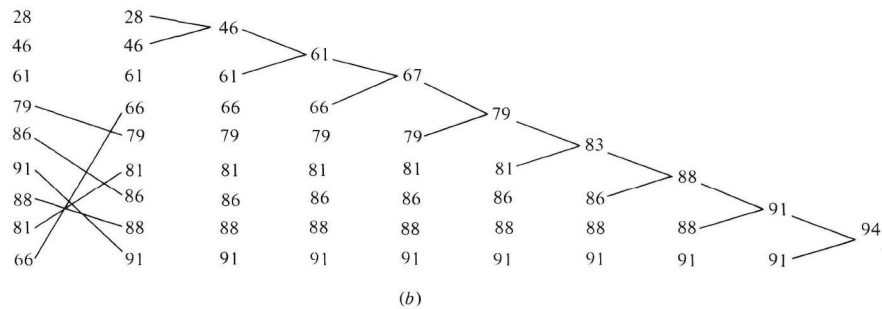 28 28 46
46 46 61
61 61 61 67
79 66 66 66 79
86 79 79 79 79 83
91 81 81 81 81 81 88
88 86 86 86 86 86 86 91
81 88 88 88 88 88 88 88 94
66 91 91 91 91 91 91 91 91
(b)